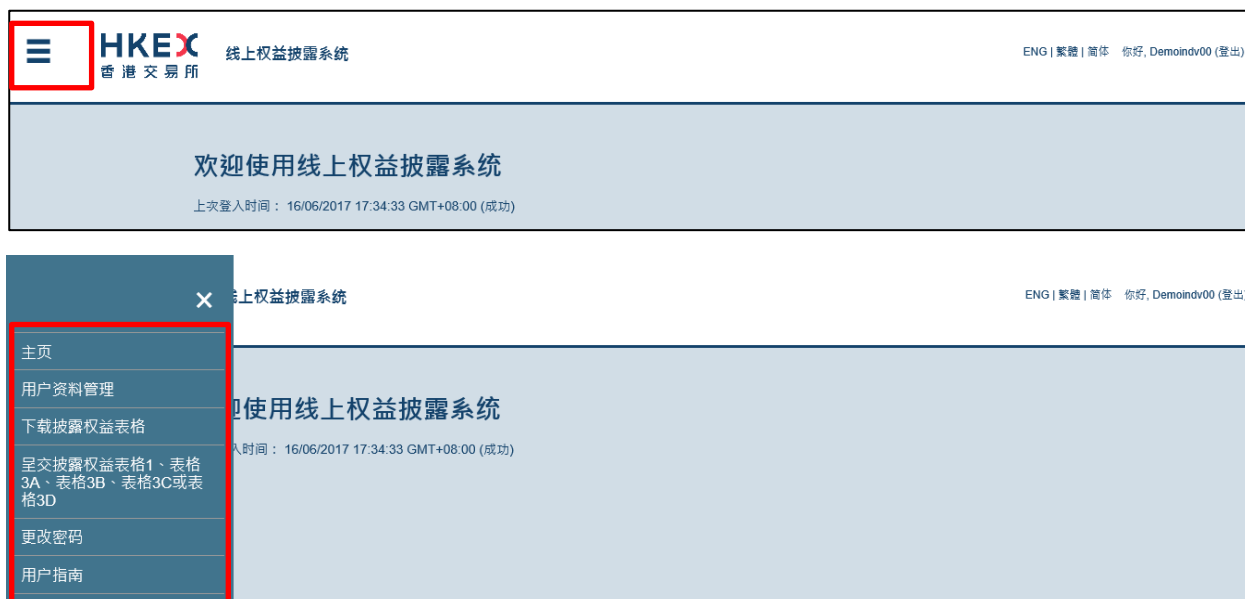 HKEX
香港交易所
线上权益披露系统
ENG | 繁體 | 简体 你好, Demoindv00 (登出)
欢迎使用线上权益披露系统
上次登入时间： 16/06/2017 17:34:33 GMT+08:00 (成功)
上权益披露系统
ENG | 繁體 | 简体 你好, Demoindv00 (登出
主页
用户资料管理
下载披露权益表格
呈交披露权益表格1、表格
3A、表格3B、表格3C或表
格3D
更改密码
用户指南
使用线上权益披露系统
入时间： 16/06/2017 17:34:33 GMT+08:00 (成功)